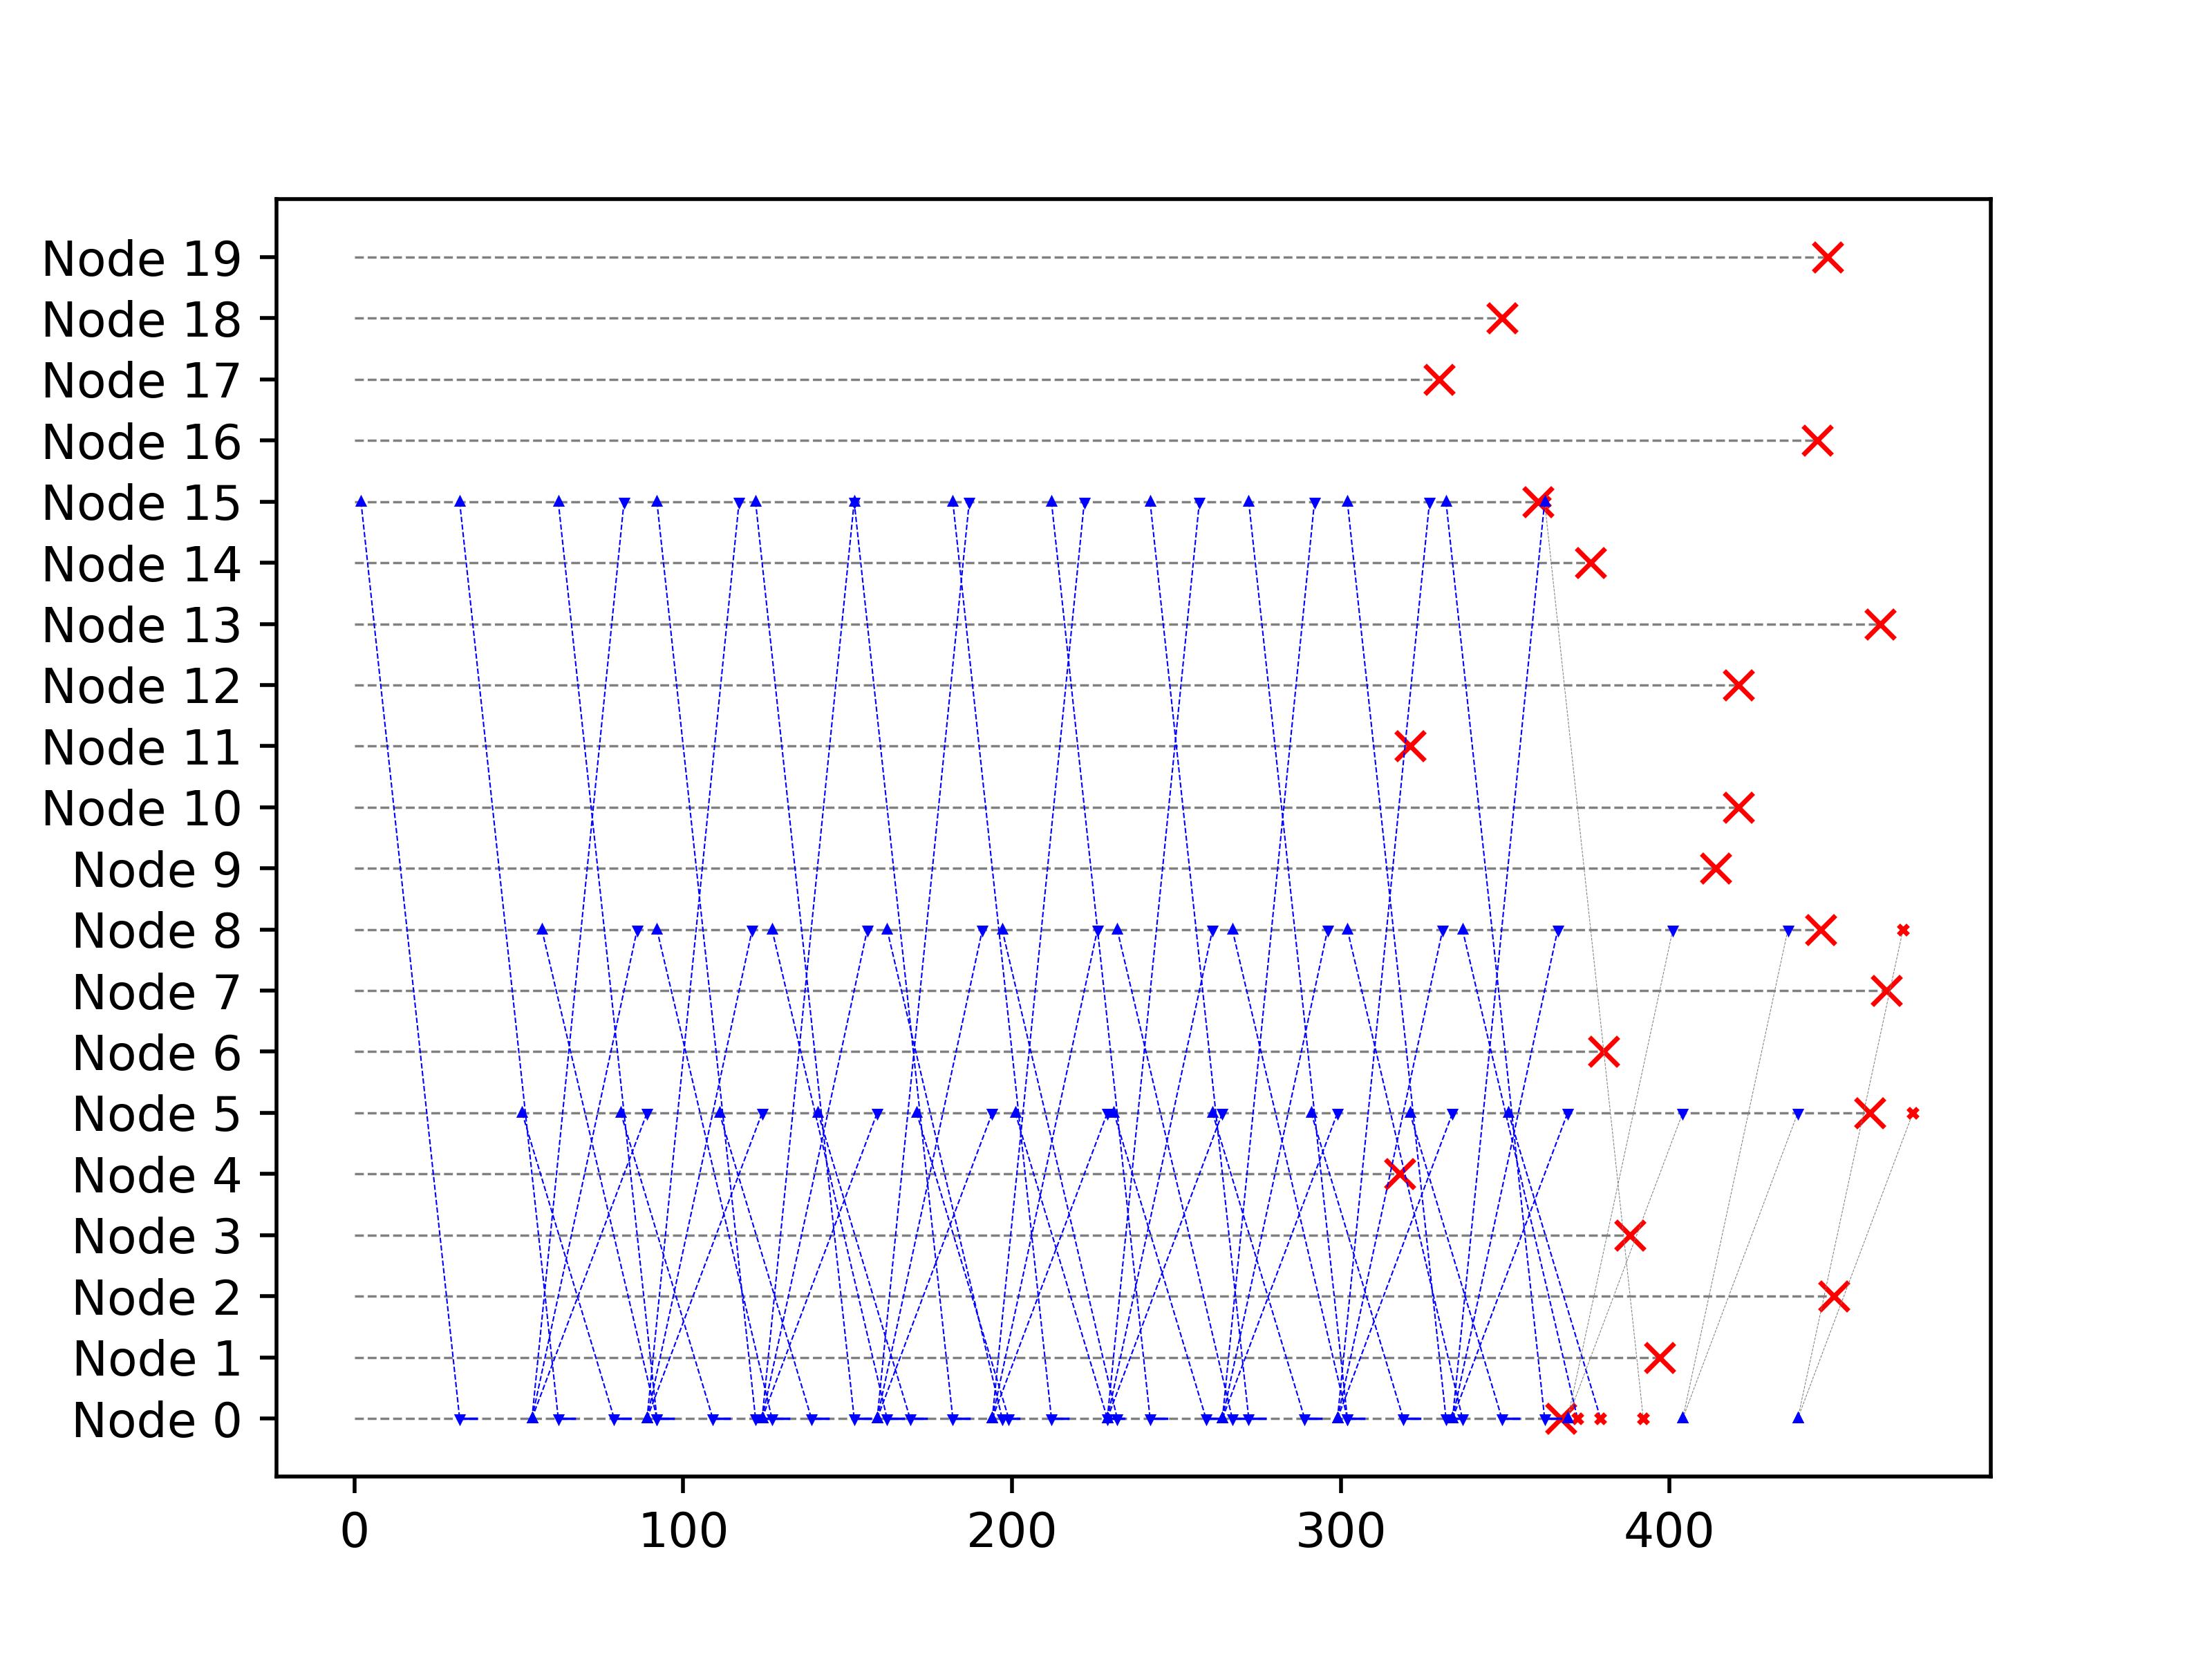 Node 19
Node 18
Node 17
Node 16
Node 15
Node 14
Node 13
Node 12
Node 11
Node 10
Node 9
Node 8
Node 7
Node 6
Node 5
Node 4
Node 3
Node 2
Node 1
Node 0
0 100 200 300 400